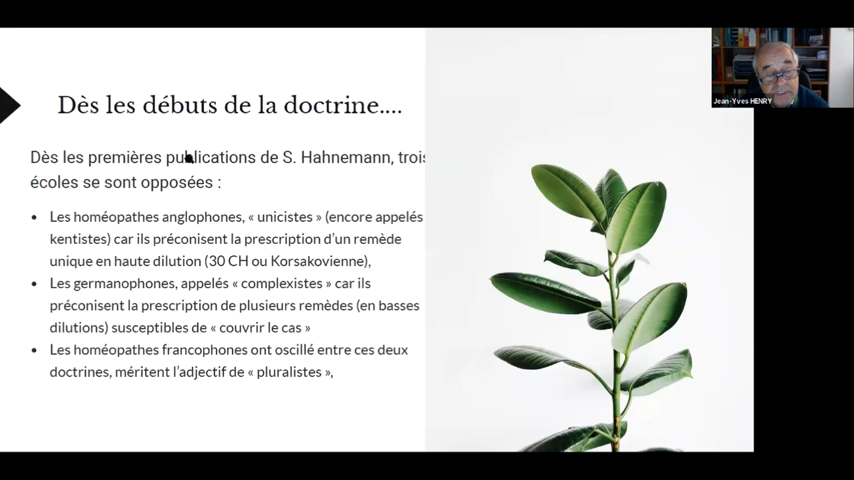 Dès les débuts de la doctrine....
Dès les premières publications de S. Hahnemann, trois
écoles se sont opposées :
• Les homéopathes anglophones, « unicistes » (encore appelés
kentistes) car ils préconisent la prescription d’un remède
unique en haute dilution (30 CH ou Korsakovienne),
• Les germanophones, appelés « complexistes » car ils
préconisent la prescription de plusieurs remèdes (en basses
dilutions) susceptibles de « couvrir le cas »
• Les homéopathes francophones ont oscillé entre ces deux
doctrines, méritent l’adjectif de « pluralistes »,
Jean-Yves HENRY